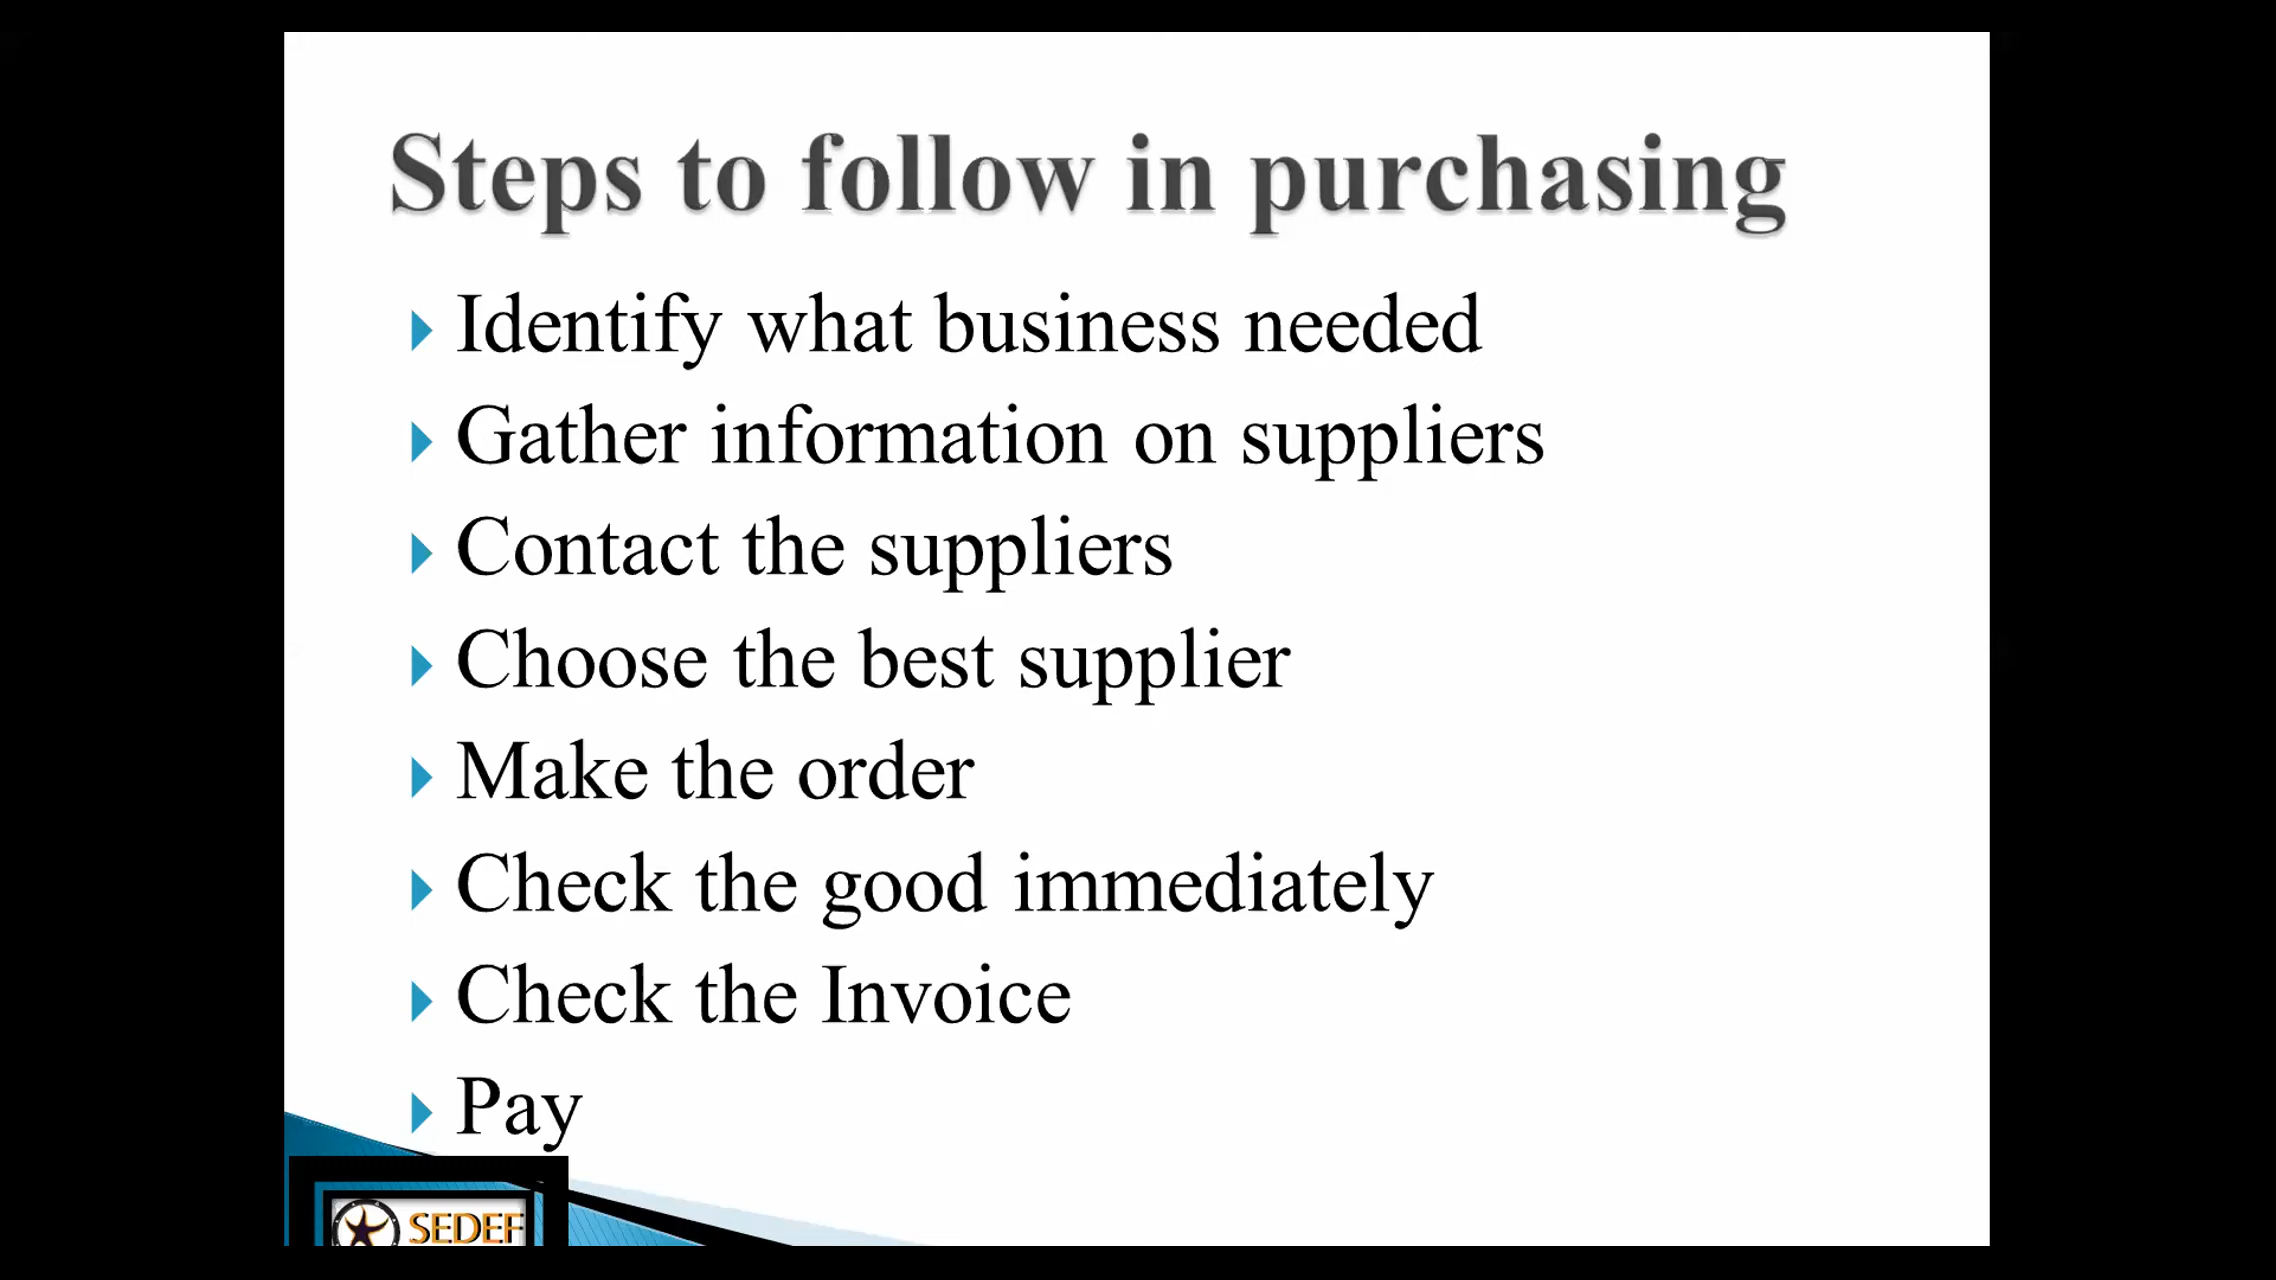 Steps to follow in purchasing
Identify what business needed
Gather information on suppliers
Contact the suppliers
Choose the best supplier
Make the order
Check the good immediately
Check the Invoice
Pay
SEDEF